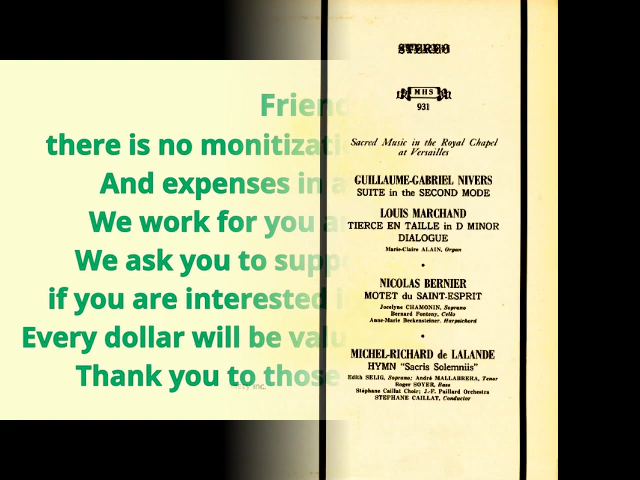 Friend
there is no monitizati
And expenses in a
We work for you an
We ask you to suppo
if you are interested i
Every dollar will be valu
Thank you to those
Inc.
STEREO
MHS
931
Sacred Music in the Royal Chapel
at Versailles
GUILLAUME-GABRIEL NIVERS
SUITE in the SECOND MODE
LOUIS MARCHAND
TIERCE EN TAILLE in D MINOR
DIALOGUE
Marie-Claire ALAIN, Organ
NICOLAS BERNIER
MOTET du SAINT-ESPRIT
Jocelyne CHAMONIN, Soprano
Bernard Fonteny, Cello
Anne-Marie Beckensteiner, Harpsichord
MICHEL-RICHARD de LALANDE
HYMN "Sacris Solemniis"
Edith SELIG, Soprano; André MALLABRERA, Tenor
Roger SOYER, Bass
Stéphane Caillat Choir; J.-F. Paillard Orchestra
STEPHANE CAILLAT, Conductor